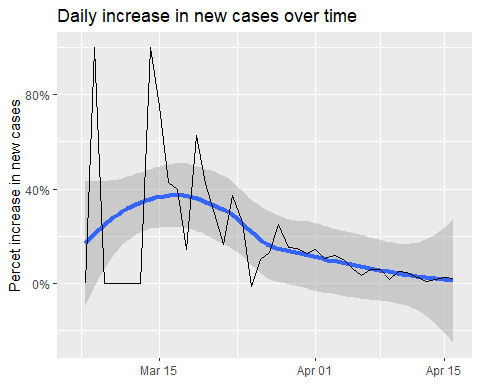 Daily increase in new cases over time
Percet increase in new cases
80%
40%
0%
Mar 15
Apr 01
Apr 15